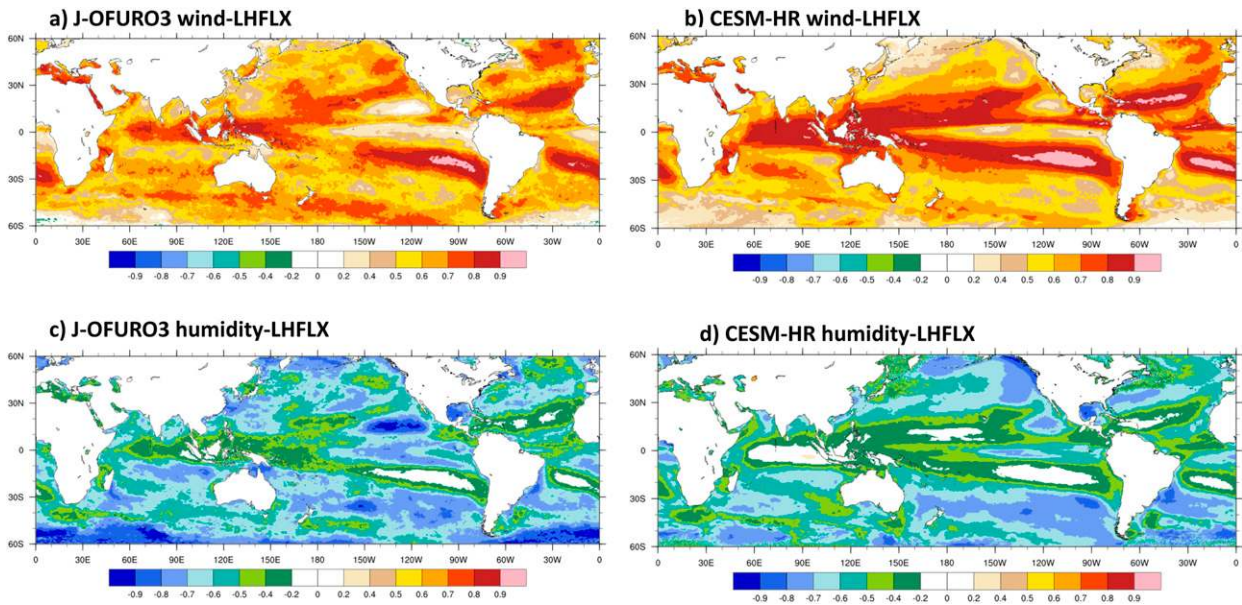 a) J-OFURO3 wind-LHFLX
60N
30N
0
30S
60S
0 30E 60E 90E 120E 150E 180 150W 120W 90W 60W 30W 0
-0.9 -0.8 -0.7 -0.6 -0.5 -0.4 -0.2 0 0.2 0.4 0.5 0.6 0.7 0.8 0.9
b) CESM-HR wind-LHFLX
60N
30N
0
30S
60S
30E 60E 90E 120E 150E 180 150W 120W 90W 60W 30W 0
-0.9 -0.8 -0.7 -0.6 -0.5 -0.4 -0.2 0 0.2 0.4 0.5 0.6 0.7 0.8 0.9
c) J-OFURO3 humidity-LHFLX
60N
30N
0
30S
60S
0 30E 60E 90E 120E 150E 180 150W 120W 90W 60W 30W 0
-0.9 -0.8 -0.7 -0.6 -0.5 -0.4 -0.2 0 0.2 0.4 0.5 0.6 0.7 0.8 0.9
d) CESM-HR humidity-LHFLX
60N
30N
0
30S
60S
30E 60E 90E 120E 150E 180 150W 120W 90W 60W 30W 0
-0.9 -0.8 -0.7 -0.6 -0.5 -0.4 -0.2 0 0.2 0.4 0.5 0.6 0.7 0.8 0.9